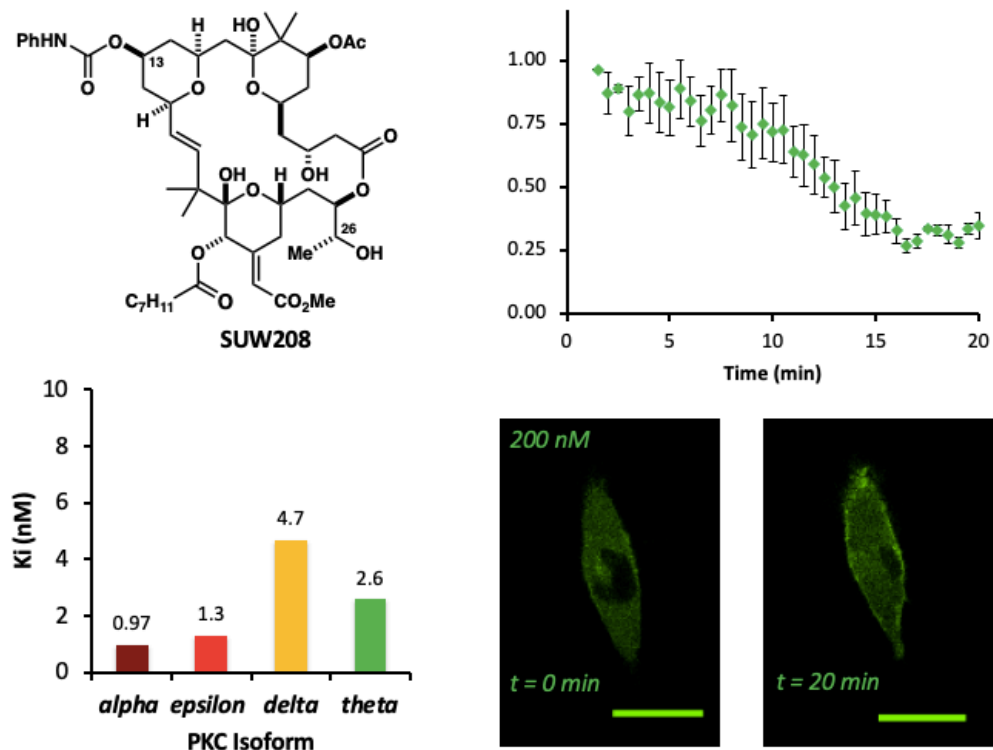 PhHN
O
13
O
H
O
H
HO
O
OAc
O
OH
O
OH
O
H
26
Me
OH
O
C7H11
O
CO2Me
SUW208
1.00
0.75
0.50
0.25
0.00
0
5
10
15
20
Time (min)
10
8
6
4
2
0
Ki (nM)
0.97
1.3
4.7
2.6
alpha
epsilon
delta
theta
PKC Isoform
200 nM
t = 0 min
t = 20 min